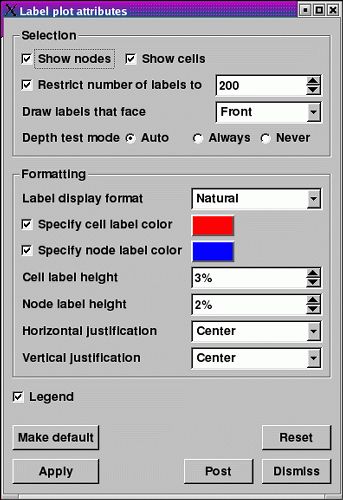 Label plot attributes
Selection
Show nodes Show cells
Restrict number of labels to 200
Draw labels that face Front
Depth test mode Auto Always Never
Formatting
Label display format Natural
Specify cell label color
Specify node label color
Cell label height 3%
Node label height 2%
Horizontal justification Center
Vertical justification Center
Legend
Make default Reset
Apply Post Dismiss